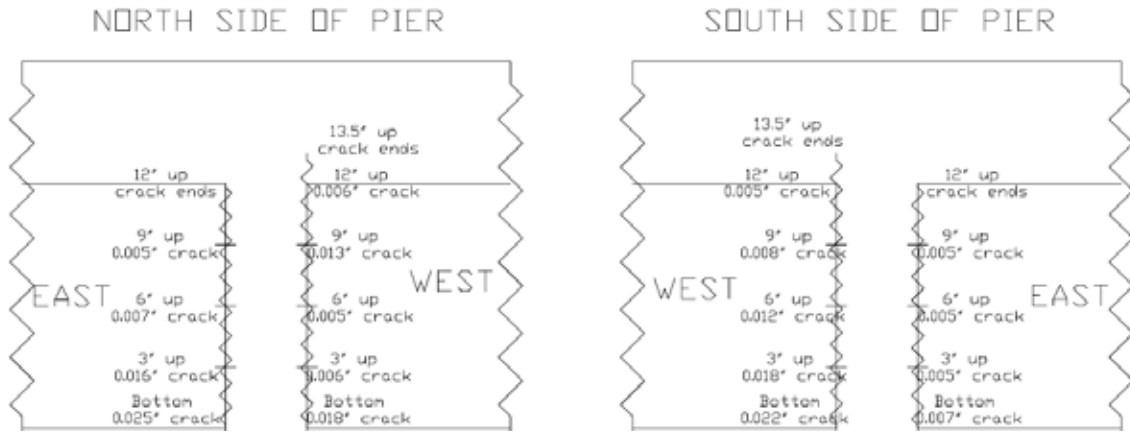 NORTH SIDE OF PIER
13.5" up
crack ends
12" up
crack ends
12" up
0.006" crack
9" up
0.005" crack
9" up
0.013" crack
EAST
WEST
6" up
0.007" crack
6" up
0.005" crack
3" up
0.016" crack
3" up
0.006" crack
Bottom
0.025" crack
Bottom
0.018" crack
SOUTH SIDE OF PIER
13.5" up
crack ends
12" up
0.005" crack
12" up
crack ends
9" up
0.008" crack
9" up
0.005" crack
WEST
EAST
6" up
0.012" crack
6" up
0.005" crack
3" up
0.018" crack
3" up
0.005" crack
Bottom
0.022" crack
Bottom
0.007" crack